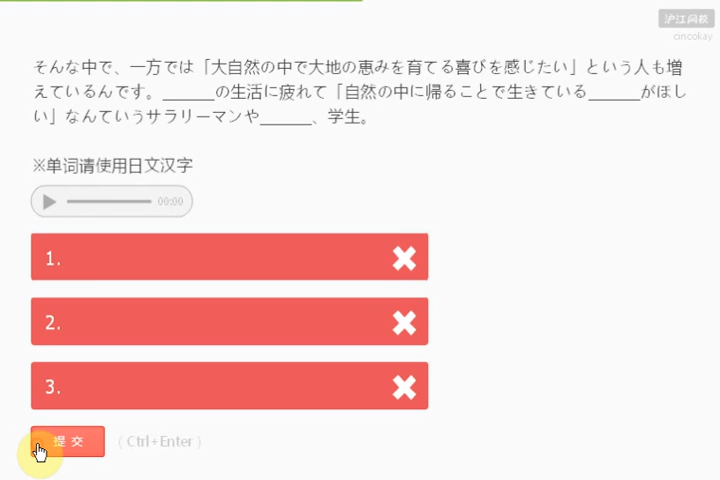 沪江网校
cincokay
そんな中で、一方では「大自然の中で大地の恵みを育てる喜びを感じたい」という人も増
えているんです。______の生活に疲れて「自然の中に帰ることで生きている______がほし
い」なんていうサラリーマンや______、学生。
※单词请使用日文汉字
00:00
1.
2.
3.
提交 (Ctrl+Enter)